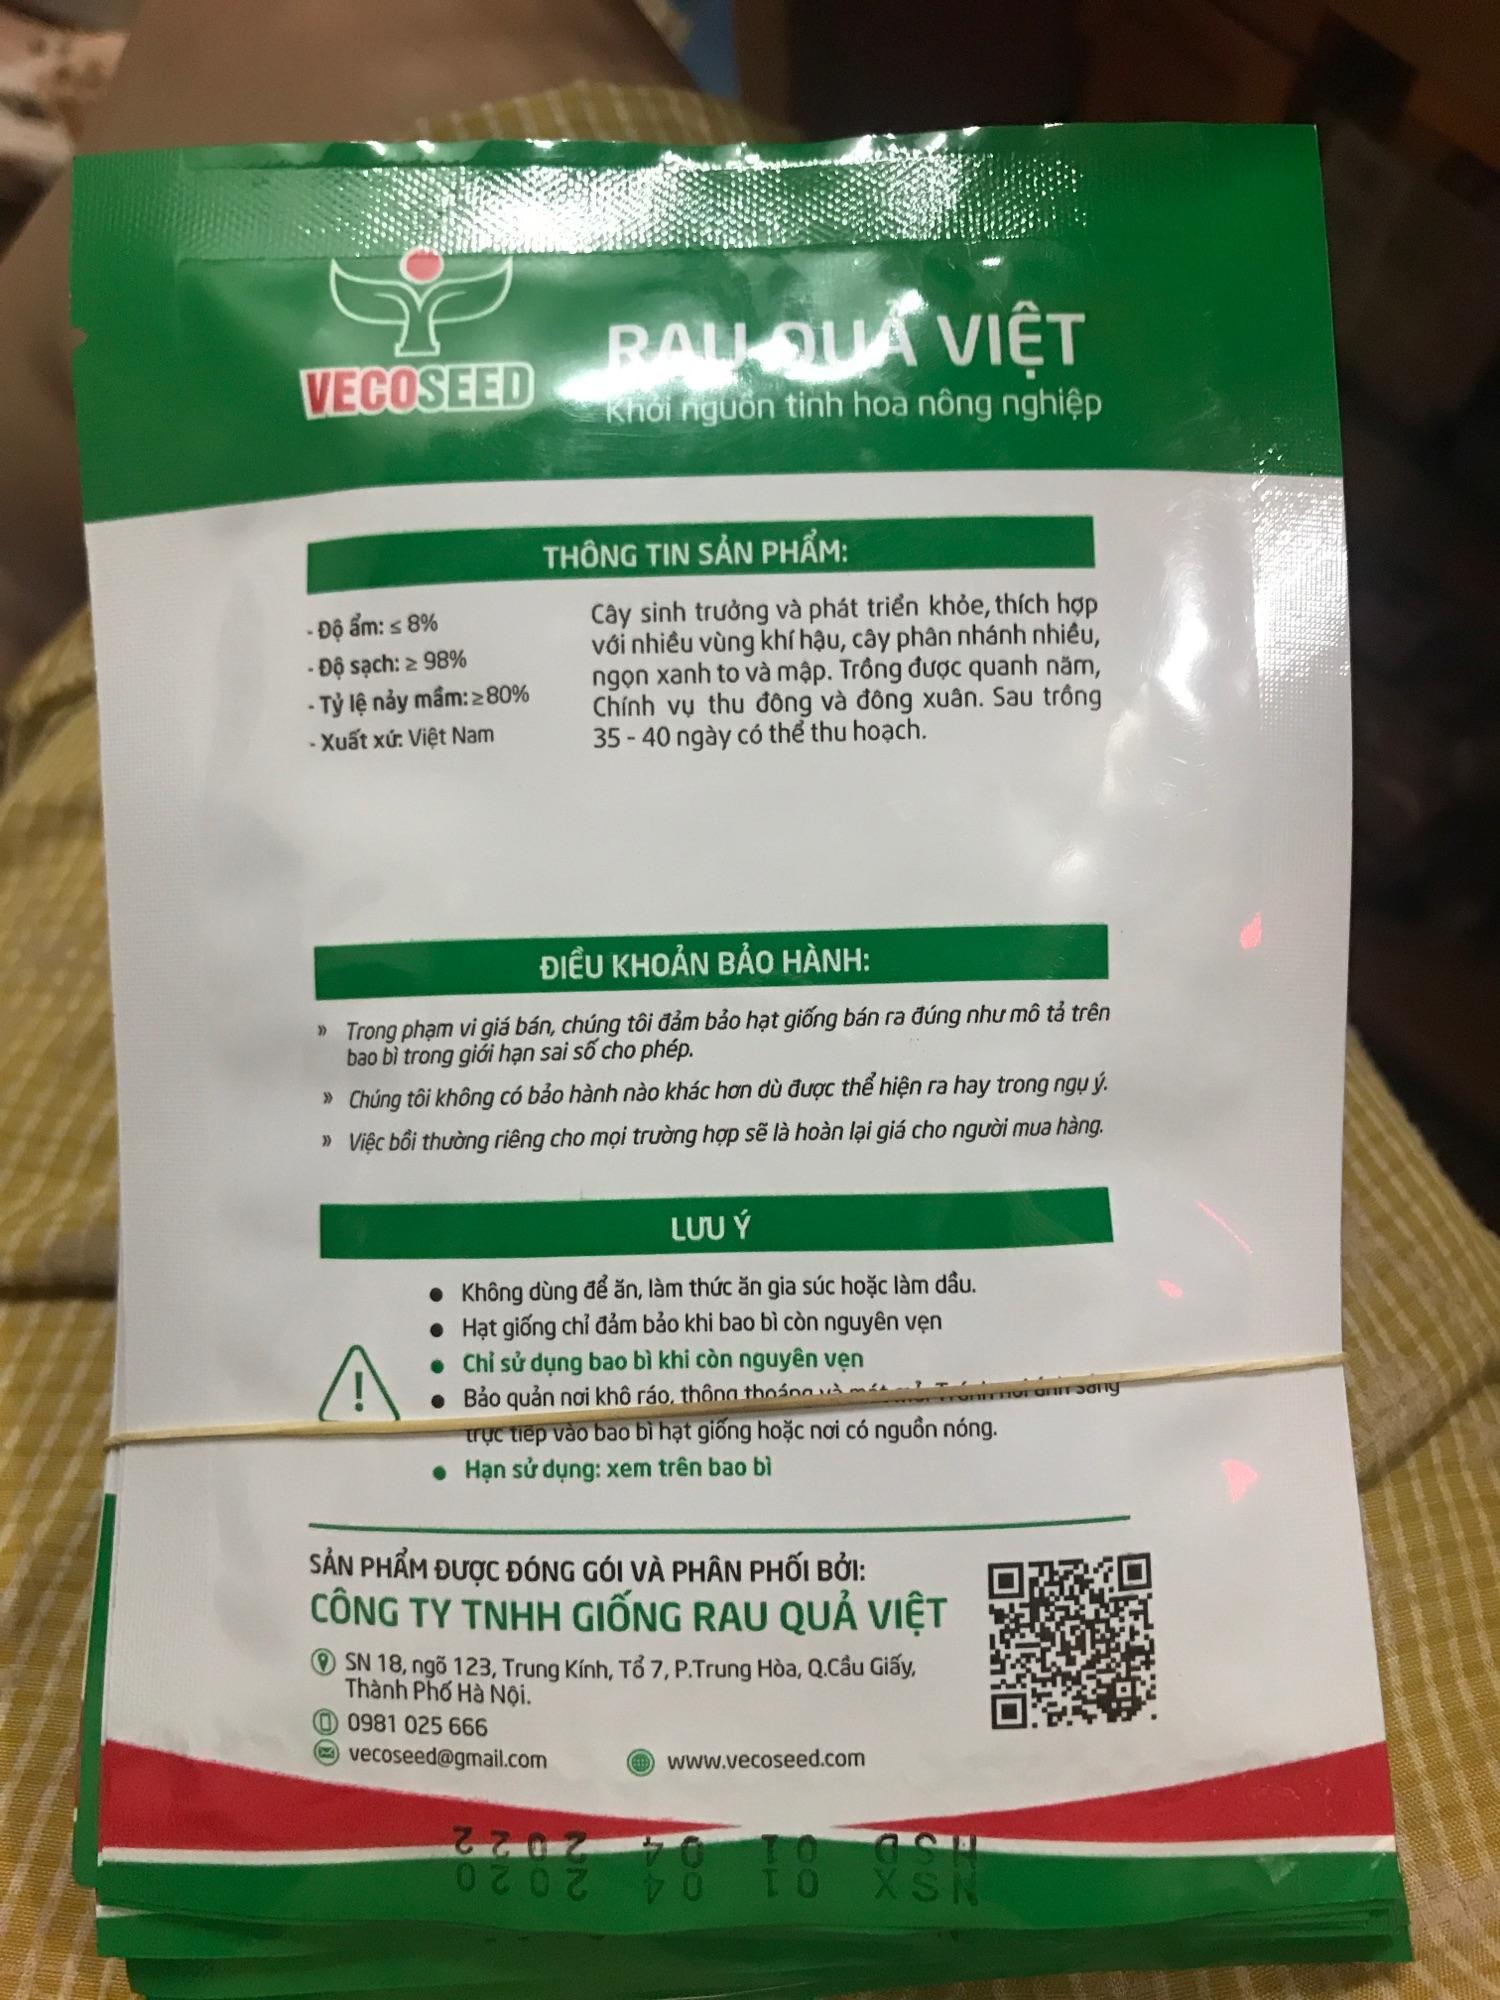 VECOSEED
RAU QUẢ VIỆT
Khởi nguồn tinh hoa nông nghiệp
THÔNG TIN SẢN PHẨM:
- Độ ẩm: ≤ 8%
- Độ sạch: ≥ 98%
- Tỷ lệ nảy mầm: ≥80%
- Xuất xứ: Việt Nam
Cây sinh trưởng và phát triển khỏe, thích hợp
với nhiều vùng khí hậu, cây phân nhánh nhiều,
ngọn xanh to và mập. Trồng được quanh năm,
Chính vụ thu đông và đông xuân. Sau trồng
35 - 40 ngày có thể thu hoạch.
ĐIỀU KHOẢN BẢO HÀNH:
» Trong phạm vi giá bán, chúng tôi đảm bảo hạt giống bán ra đúng như mô tả trên
bao bì trong giới hạn sai số cho phép.
» Chúng tôi không có bảo hành nào khác hơn dù được thể hiện ra hay trong ngụ ý.
» Việc bồi thường riêng cho mọi trường hợp sẽ là hoàn lại giá cho người mua hàng.
LƯU Ý
• Không dùng để ăn, làm thức ăn gia súc hoặc làm dầu.
• Hạt giống chỉ đảm bảo khi bao bì còn nguyên vẹn
• Chỉ sử dụng bao bì khi còn nguyên vẹn
• Bảo quản nơi khô ráo, thông thoáng và mát mẻ. Tránh nơi ánh sáng
trực tiếp vào bao bì hạt giống hoặc nơi có nguồn nóng.
• Hạn sử dụng: xem trên bao bì
SẢN PHẨM ĐƯỢC ĐÓNG GÓI VÀ PHÂN PHỐI BỞI:
CÔNG TY TNHH GIỐNG RAU QUẢ VIỆT
SN 18, ngõ 123, Trung Kính, Tổ 7, P.Trung Hòa, Q.Cầu Giấy,
Thành Phố Hà Nội.
0981 025 666
vecoseed@gmail.com
www.vecoseed.com
NSX 01 04 2020
HSD 01 04 2022